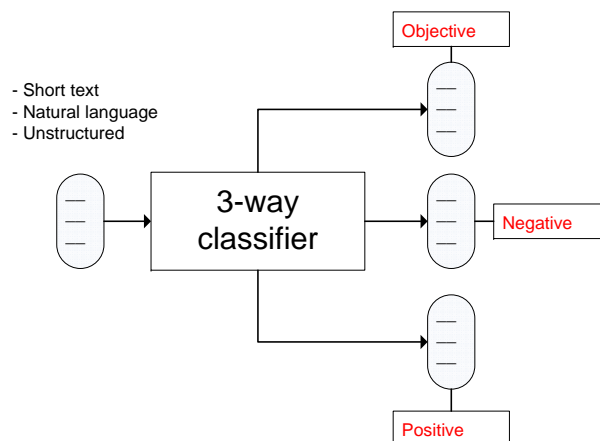 Objective
- Short text
- Natural language
- Unstructured
3-way
classifier
Negative
Positive